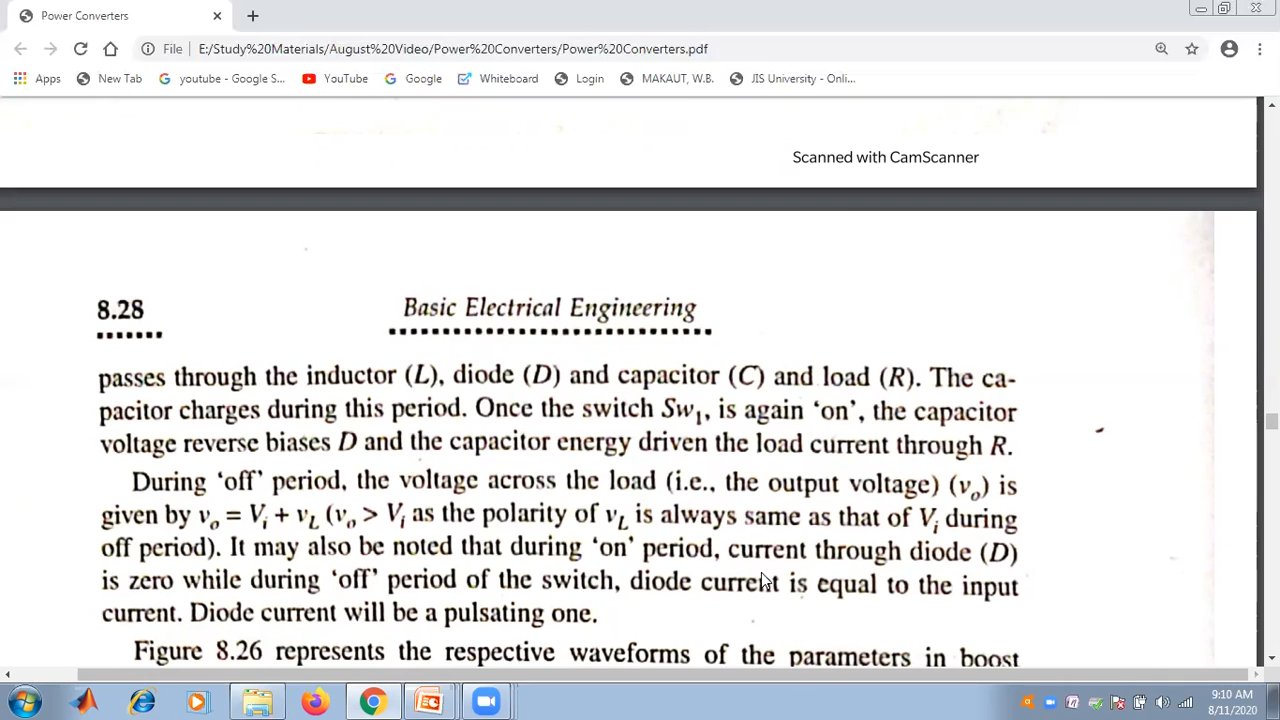 Power Converters
File
E:/Study%20Materials/August%20Video/Power%20Converters/Power%20Converters.pdf
Apps
New Tab
youtube - Google S...
YouTube
Google
Whiteboard
Login
MAKAUT, W.B.
JIS University - Onli...
Scanned with CamScanner
8.28
Basic Electrical Engineering
passes through the inductor (L), diode (D) and capacitor (C) and load (R). The ca-
pacitor charges during this period. Once the switch Sw₁, is again ‘on’, the capacitor
voltage reverse biases D and the capacitor energy driven the load current through R.
During ‘off’ period, the voltage across the load (i.e., the output voltage) (vₒ) is
given by vₒ = Vᵢ + v_L (vₒ > Vᵢ as the polarity of v_L is always same as that of Vᵢ during
off period). It may also be noted that during ‘on’ period, current through diode (D)
is zero while during ‘off’ period of the switch, diode current is equal to the input
current. Diode current will be a pulsating one.
Figure 8.26 represents the respective waveforms of the parameters in boost
9:10 AM
8/11/2020